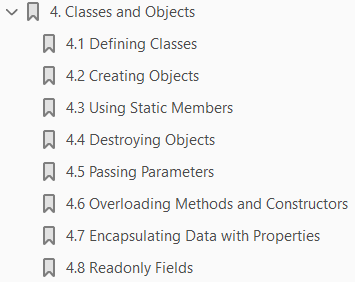 4. Classes and Objects
4.1 Defining Classes
4.2 Creating Objects
4.3 Using Static Members
4.4 Destroying Objects
4.5 Passing Parameters
4.6 Overloading Methods and Constructors
4.7 Encapsulating Data with Properties
4.8 Readonly Fields